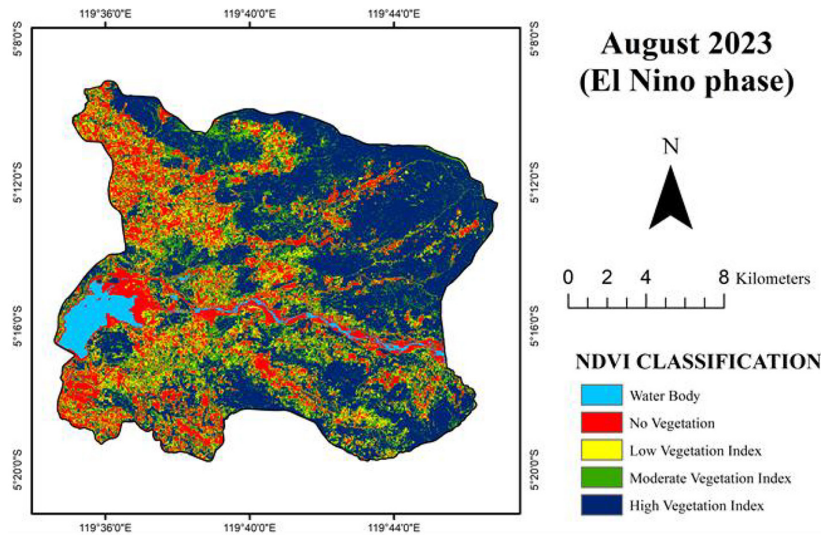 119°36'0"E 119°40'0"E 119°44'0"E
5°8'0"S 5°8'0"S
5°12'0"S 5°12'0"S
5°16'0"S 5°16'0"S
5°20'0"S 5°20'0"S
119°36'0"E 119°40'0"E 119°44'0"E
August 2023
(El Nino phase)
N
0 2 4 8 Kilometers
NDVI CLASSIFICATION
Water Body
No Vegetation
Low Vegetation Index
Moderate Vegetation Index
High Vegetation Index